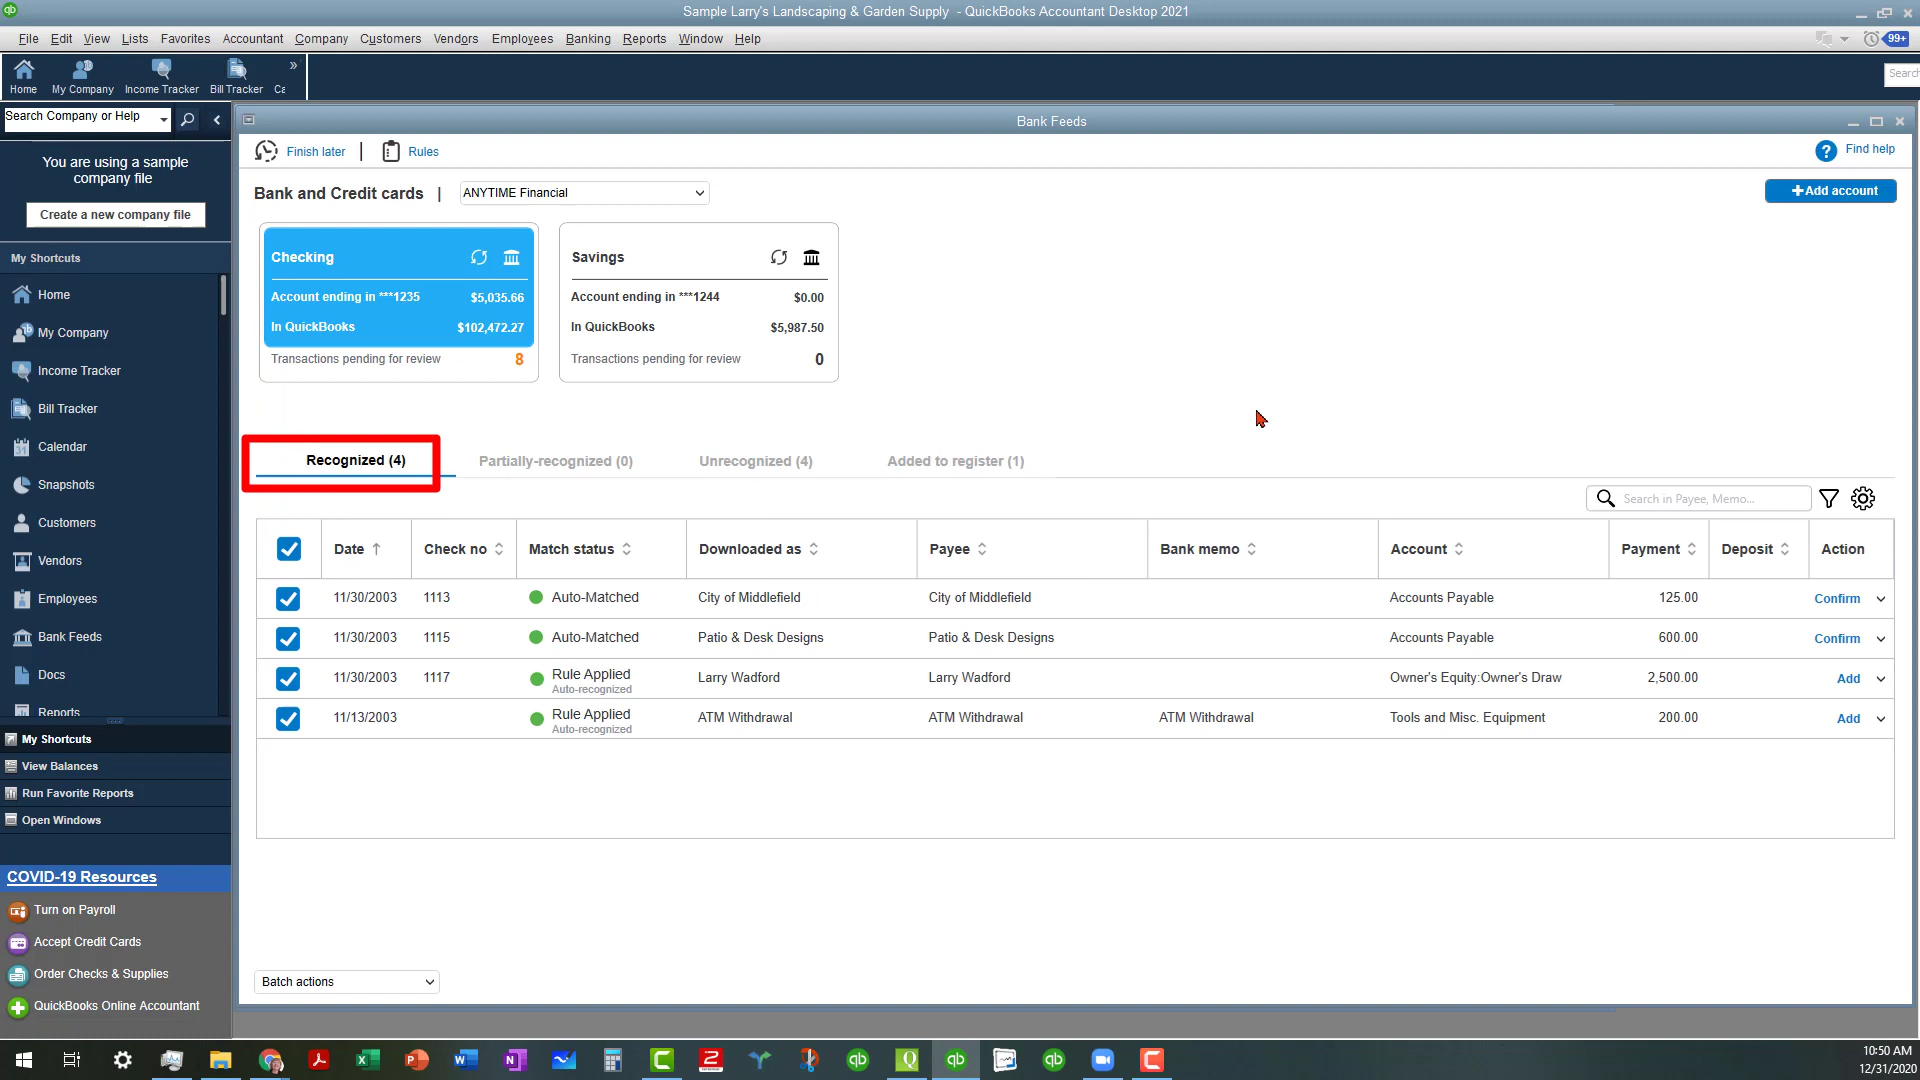 Sample Larry's Landscaping & Garden Supply - QuickBooks Accountant Desktop 2021
File Edit View Lists Favorites Accountant Company Customers Vendors Employees Banking Reports Window Help
99+
Home My Company Income Tracker Bill Tracker Ca
Search
Search Company or Help
Bank Feeds
Finish later | Rules
Find help
You are using a sample
company file
Create a new company file
Bank and Credit cards | ANYTIME Financial
Add account
Checking
Account ending in ***1235 $5,035.66
In QuickBooks $102,472.27
Transactions pending for review 8
Savings
Account ending in ***1244 $0.00
In QuickBooks $5,987.50
Transactions pending for review 0
My Shortcuts
Home
My Company
Income Tracker
Bill Tracker
Calendar
Snapshots
Customers
Vendors
Employees
Bank Feeds
Docs
Reports
My Shortcuts
View Balances
Run Favorite Reports
Open Windows
COVID-19 Resources
Turn on Payroll
Accept Credit Cards
Order Checks & Supplies
QuickBooks Online Accountant
Recognized (4) Partially-recognized (0) Unrecognized (4) Added to register (1)
Search in Payee, Memo...
Date Check no Match status Downloaded as Payee Bank memo Account Payment Deposit Action
11/30/2003 1113 Auto-Matched City of Middlefield City of Middlefield Accounts Payable 125.00 Confirm
11/30/2003 1115 Auto-Matched Patio & Desk Designs Patio & Desk Designs Accounts Payable 600.00 Confirm
11/30/2003 1117 Rule Applied Larry Wadford Larry Wadford Owner's Equity:Owner's Draw 2,500.00 Add
Auto-recognized
11/13/2003 Rule Applied ATM Withdrawal ATM Withdrawal ATM Withdrawal Tools and Misc. Equipment 200.00 Add
Auto-recognized
Batch actions
10:50 AM
12/31/2020